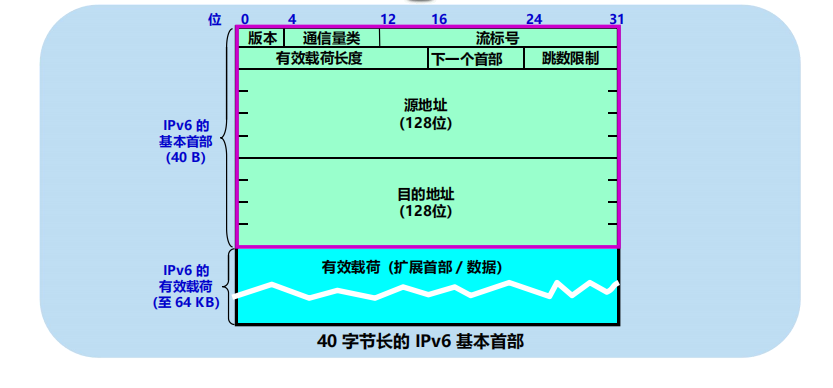 位 0 4 12 16 24 31
版本 通信量类 流标号
有效载荷长度 下一个首部 跳数限制
源地址
(128位)
IPv6 的
基本首部
(40 B)
目的地址
(128位)
IPv6 的
有效载荷
(至 64 KB)
有效载荷 (扩展首部 / 数据)
40 字节长的 IPv6 基本首部